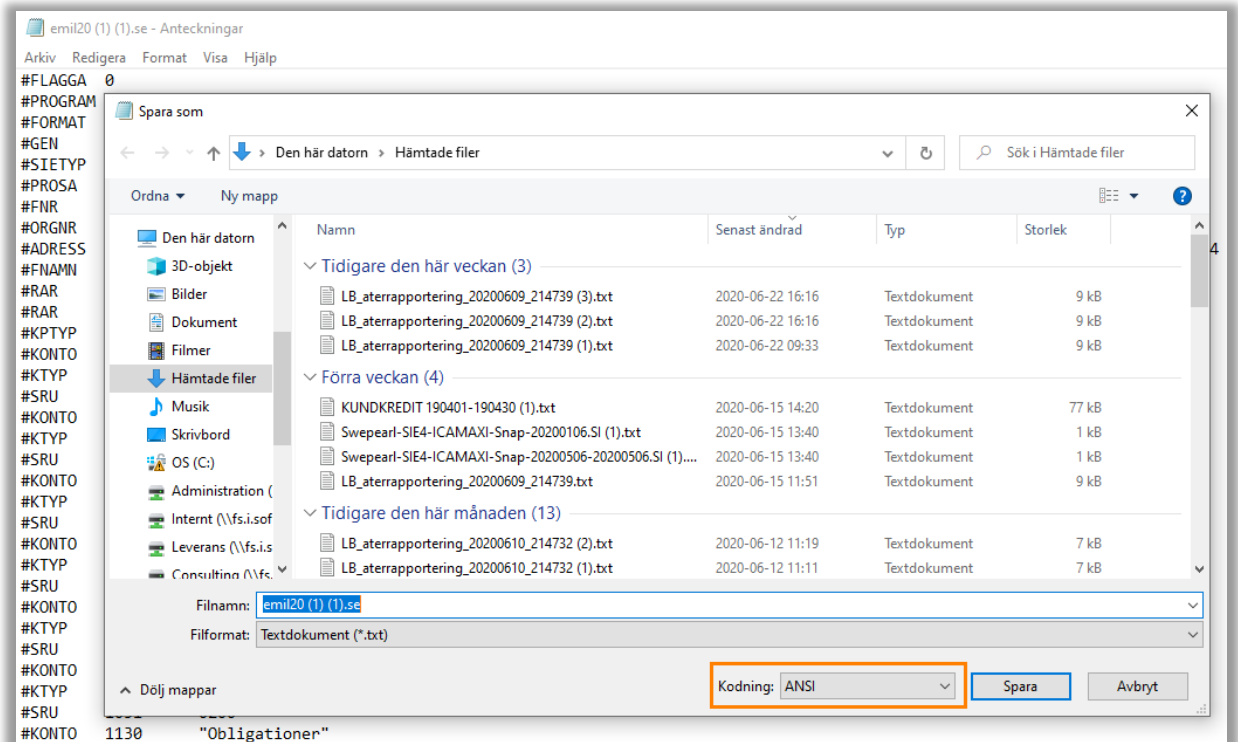 emil20 (1) (1).se - Anteckningar
Arkiv Redigera Format Visa Hjälp
#FLAGGA 0
#PROGRAM
#FORMAT
#GEN
#SIETYP
#PROSA
#FNR
#ORGNR
#ADRESS 4
#FNAMN
#RAR
#RAR
#KPTYP
#KONTO
#KTYP
#SRU
#KONTO
#KTYP
#SRU
#KONTO
#KTYP
#SRU
#KONTO
#KTYP
#SRU
#KONTO
#KTYP
#SRU
#KONTO
#KTYP
#SRU
#KONTO 1130 "Obligationer"
Spara som
Den här datorn > Hämtade filer
Sök i Hämtade filer
Ordna Ny mapp
Den här datorn
3D-objekt
Bilder
Dokument
Filmer
Hämtade filer
Musik
Skrivbord
OS (C:)
Administration (
Internt (\\fs.i.sof
Leverans (\\fs.i.s
Consulting (\\fs.
Namn Senast ändrad Typ Storlek
Tidigare den här veckan (3)
LB_aterrapportering_20200609_214739 (3).txt 2020-06-22 16:16 Textdokument 9 kB
LB_aterrapportering_20200609_214739 (2).txt 2020-06-22 16:16 Textdokument 9 kB
LB_aterrapportering_20200609_214739 (1).txt 2020-06-22 09:33 Textdokument 9 kB
Förra veckan (4)
KUNDKREDIT 190401-190430 (1).txt 2020-06-15 14:20 Textdokument 77 kB
Swepearl-SIE4-ICAMAXI-Snap-20200106.SI (1).txt 2020-06-15 13:40 Textdokument 1 kB
Swepearl-SIE4-ICAMAXI-Snap-20200506-20200506.SI (1).... 2020-06-15 13:40 Textdokument 1 kB
LB_aterrapportering_20200609_214739.txt 2020-06-15 11:51 Textdokument 9 kB
Tidigare den här månaden (13)
LB_aterrapportering_20200610_214732 (2).txt 2020-06-12 11:19 Textdokument 7 kB
LB_aterrapportering_20200610_214732 (1).txt 2020-06-12 11:11 Textdokument 7 kB
Filnamn: emil20 (1) (1).se
Filformat: Textdokument (*.txt)
Dölj mappar
Kodning: ANSI
Spara
Avbryt